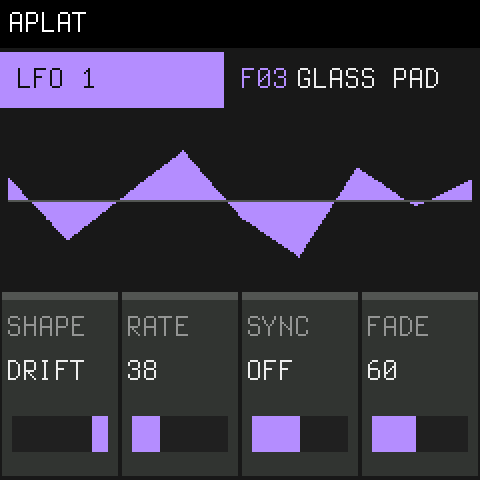 APLAT
LFO 1 F03 GLASS PAD
SHAPE RATE SYNC FADE
DRIFT 38 OFF 60